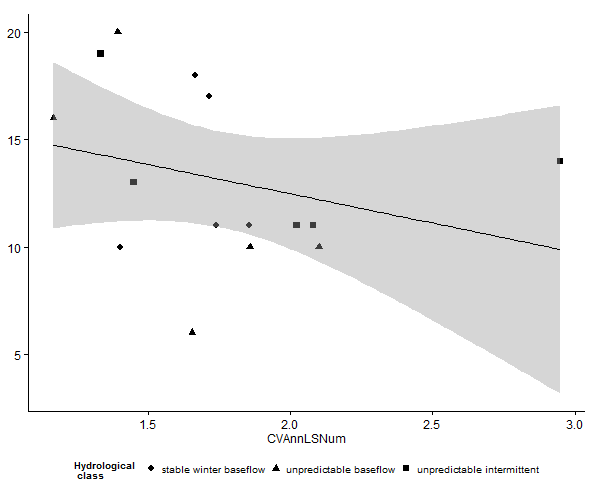 20
15
10
5
1.5 2.0 2.5 3.0
CVAnnLSNum
Hydrological
class
stable winter baseflow unpredictable baseflow unpredictable intermittent